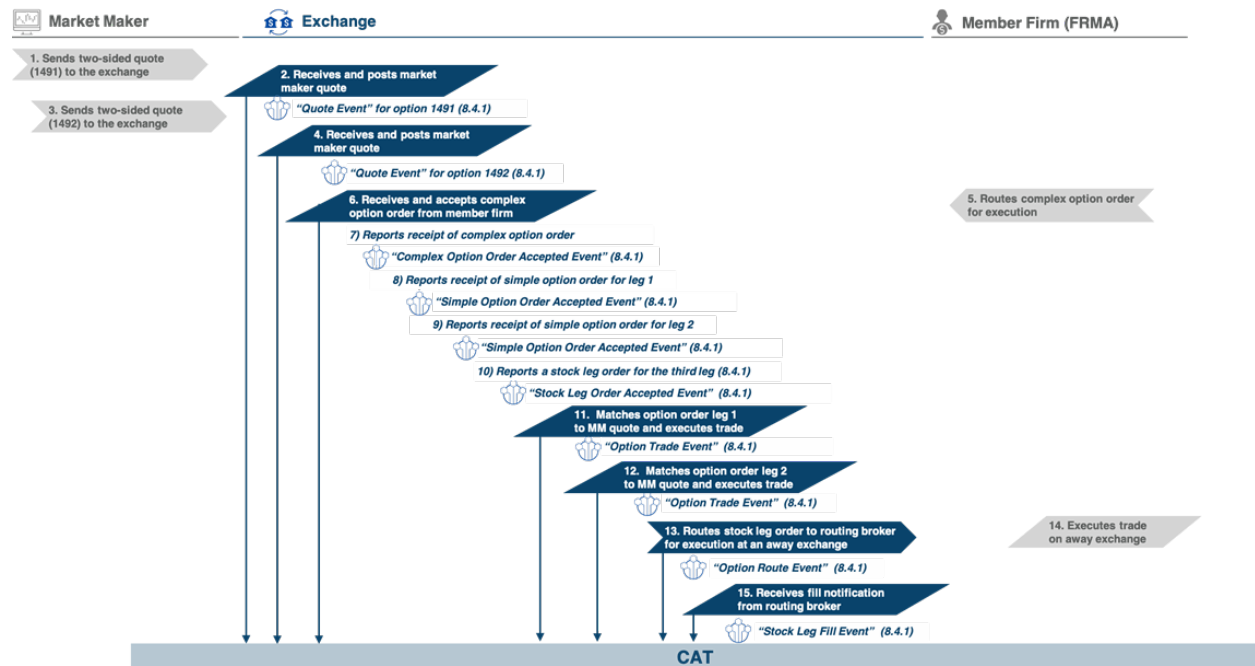 Market Maker
Exchange
Member Firm (FRMA)
1. Sends two-sided quote
(1491) to the exchange
2. Receives and posts market
maker quote
"Quote Event" for option 1491 (8.4.1)
3. Sends two-sided quote
(1492) to the exchange
4. Receives and posts market
maker quote
"Quote Event" for option 1492 (8.4.1)
5. Routes complex option order
for execution
6. Receives and accepts complex
option order from member firm
7) Reports receipt of complex option order
"Complex Option Order Accepted Event" (8.4.1)
8) Reports receipt of simple option order for leg 1
"Simple Option Order Accepted Event" (8.4.1)
9) Reports receipt of simple option order for leg 2
"Simple Option Order Accepted Event" (8.4.1)
10) Reports a stock leg order for the third leg (8.4.1)
"Stock Leg Order Accepted Event" (8.4.1)
11. Matches option order leg 1
to MM quote and executes trade
"Option Trade Event" (8.4.1)
12. Matches option order leg 2
to MM quote and executes trade
"Option Trade Event" (8.4.1)
13. Routes stock leg order to routing broker
for execution at an away exchange
"Option Route Event" (8.4.1)
14. Executes trade
on away exchange
15. Receives fill notification
from routing broker
"Stock Leg Fill Event" (8.4.1)
CAT